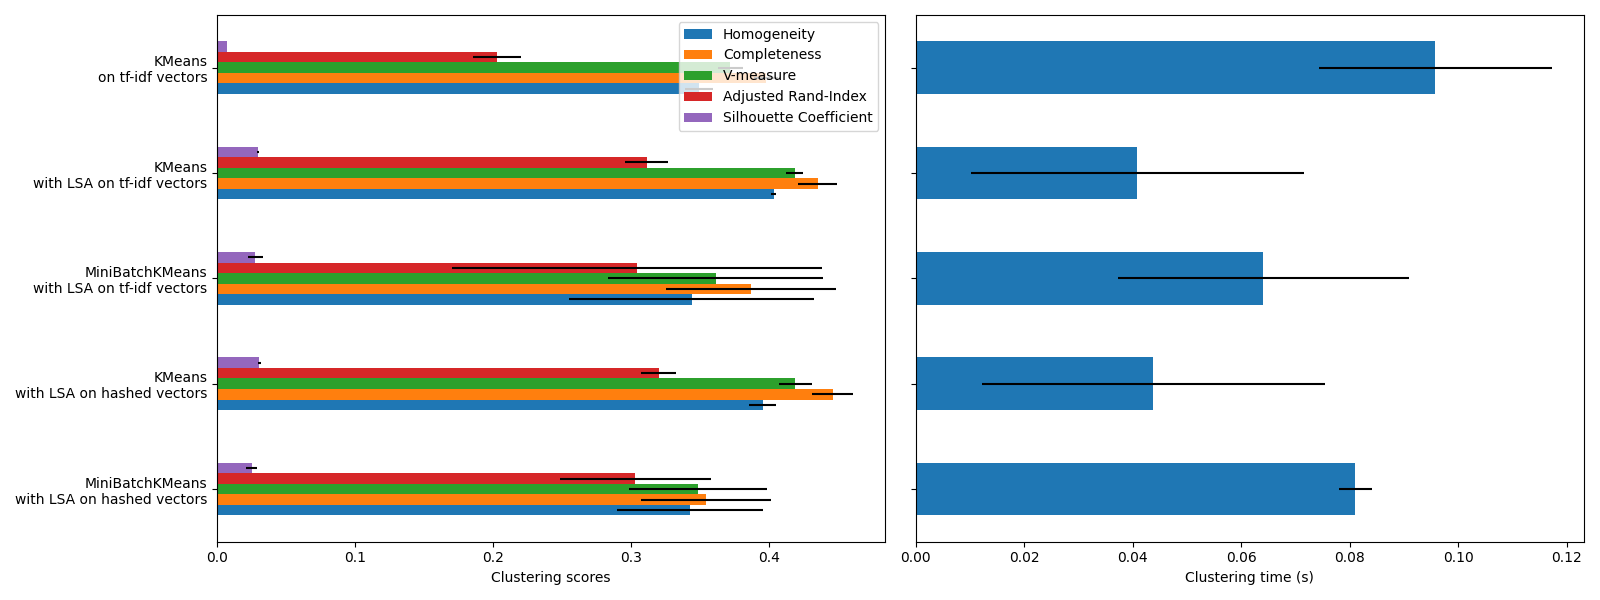 KMeans
on tf-idf vectors
KMeans
with LSA on tf-idf vectors
MiniBatchKMeans
with LSA on tf-idf vectors
KMeans
with LSA on hashed vectors
MiniBatchKMeans
with LSA on hashed vectors
Homogeneity
Completeness
V-measure
Adjusted Rand-Index
Silhouette Coefficient
0.0 0.1 0.2 0.3 0.4
Clustering scores
0.00 0.02 0.04 0.06 0.08 0.10 0.12
Clustering time (s)